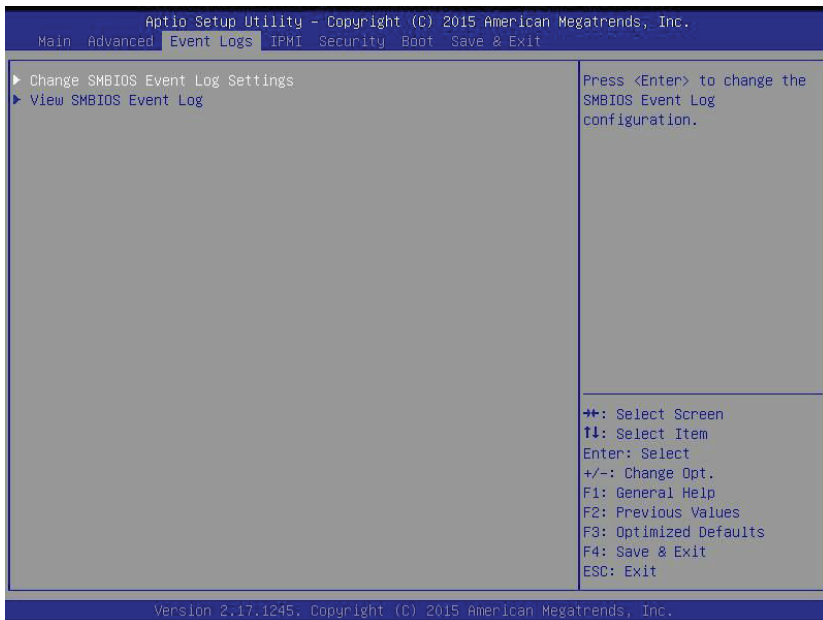 Aptio Setup Utility – Copyright (C) 2015 American Megatrends, Inc.
Main Advanced Event Logs IPMI Security Boot Save & Exit
▶ Change SMBIOS Event Log Settings
▶ View SMBIOS Event Log
Press <Enter> to change the
SMBIOS Event Log
configuration.
→←: Select Screen
↑↓: Select Item
Enter: Select
+/-: Change Opt.
F1: General Help
F2: Previous Values
F3: Optimized Defaults
F4: Save & Exit
ESC: Exit
Version 2.17.1245. Copyright (C) 2015 American Megatrends, Inc.